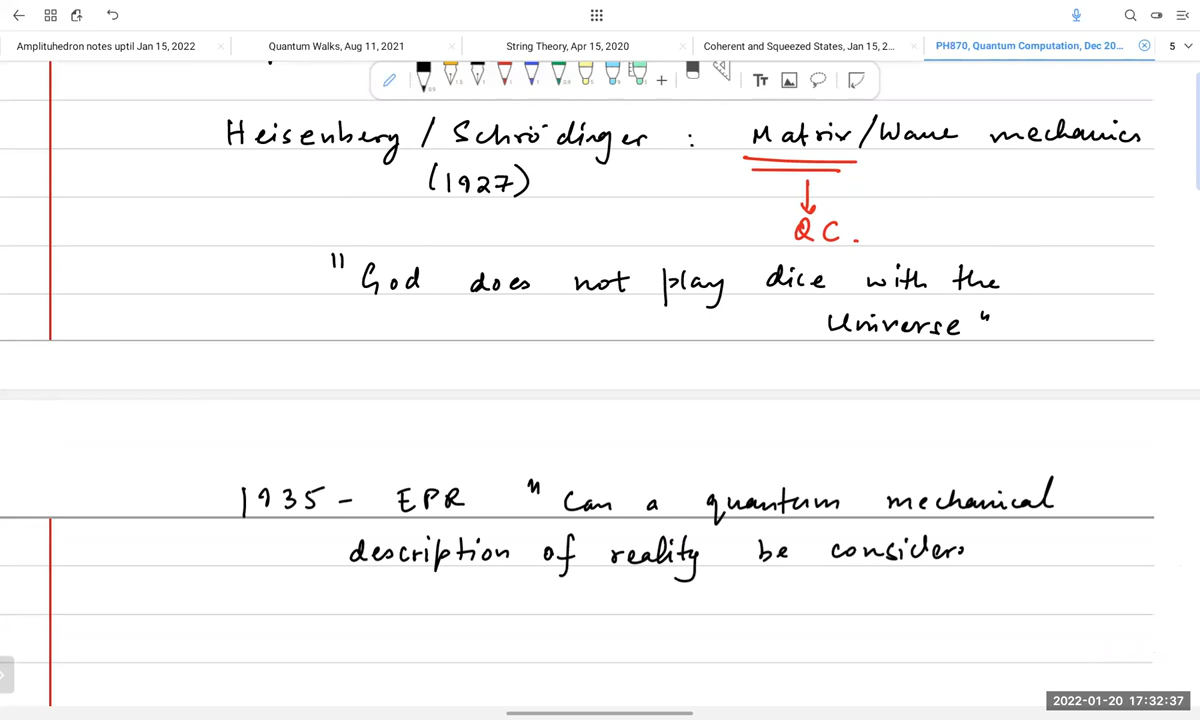 Amplituhedron notes uptil Jan 15, 2022
Quantum Walks, Aug 11, 2021
String Theory, Apr 15, 2020
Coherent and Squeezed States, Jan 15, 2...
PH870, Quantum Computation, Dec 20...
5
Tт
Heisenberg / Schrödinger : Matrix/Wave mechanics
(1927)
QC.
"God does not play dice with the
Universe"
1935 - EPR "Can a quantum mechanical
description of reality be consider
2022-01-20 17:32:37